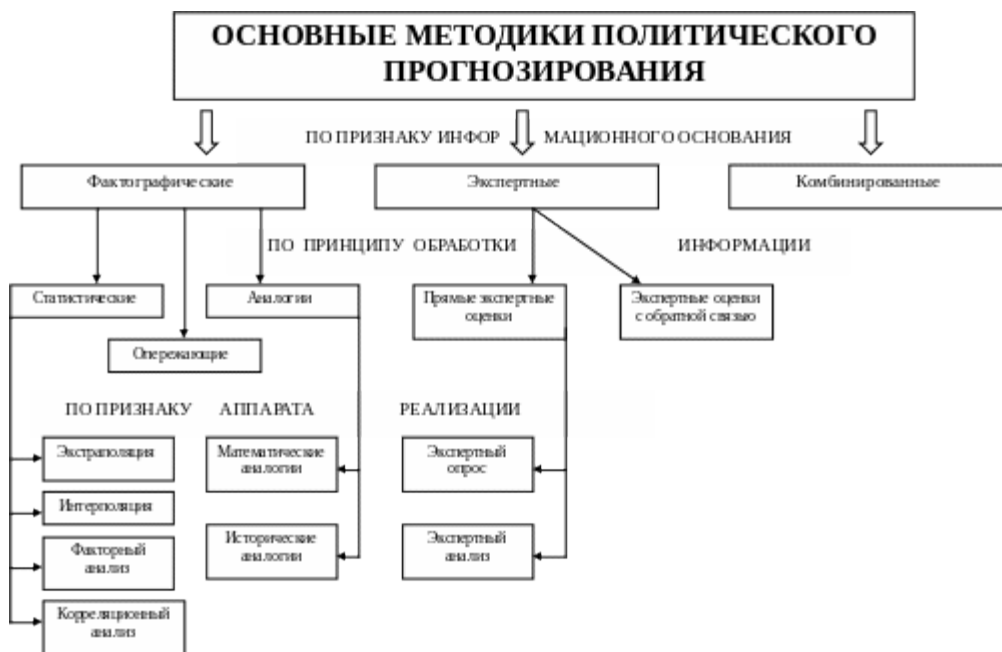 ОСНОВНЫЕ МЕТОДИКИ ПОЛИТИЧЕСКОГО
ПРОГНОЗИРОВАНИЯ
ПО ПРИЗНАКУ ИНФОР МАЦИОННОГО ОСНОВАНИЯ
Фактографические
Экспертные
Комбинированные
ПО ПРИНЦИПУ ОБРАБОТКИ ИНФОРМАЦИИ
Статистические
Аналогии
Прямые экспертные
оценки
Экспертные оценки
с обратной связью
Опережающие
ПО ПРИЗНАКУ АППАРАТА РЕАЛИЗАЦИИ
Экстраполяция
Математические
аналогии
Экспертный
опрос
Интерполяция
Факторный
анализ
Исторические
аналогии
Экспертный
анализ
Корреляционный
анализ